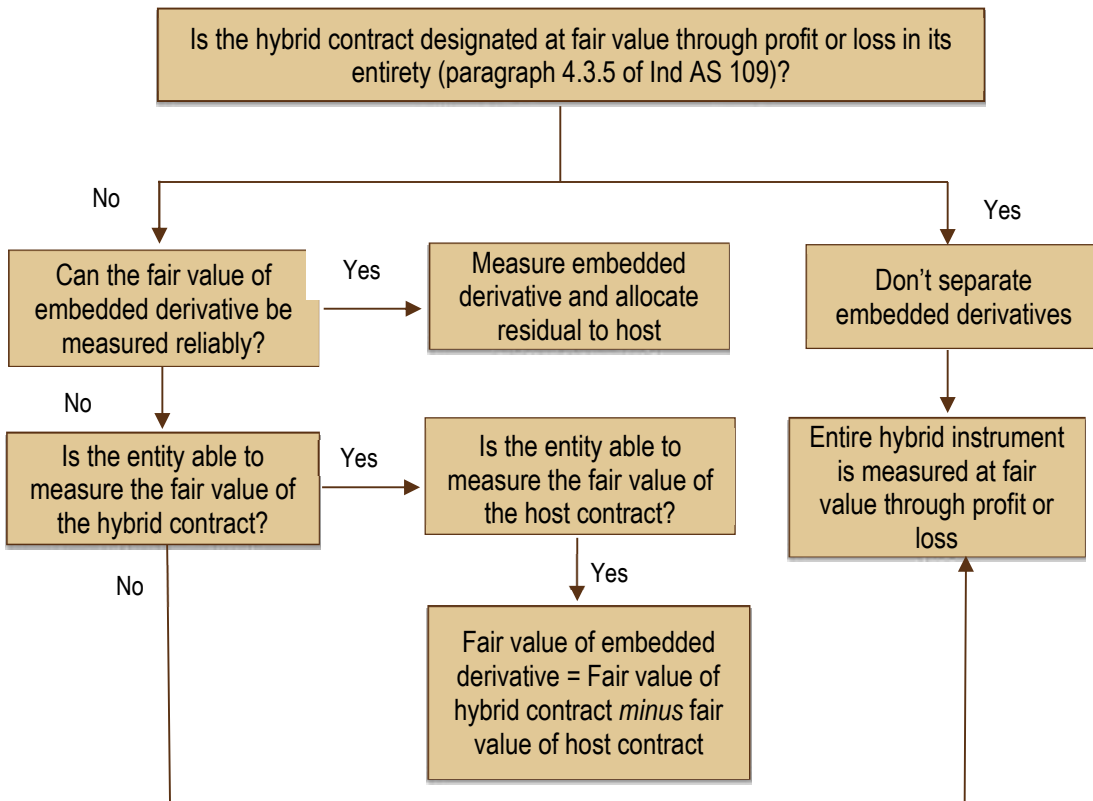 Is the hybrid contract designated at fair value through profit or loss in its
entirety (paragraph 4.3.5 of Ind AS 109)?
No
Yes
Can the fair value of
embedded derivative be
measured reliably?
Yes
Measure embedded
derivative and allocate
residual to host
Don’t separate
embedded derivatives
No
Is the entity able to
measure the fair value of
the hybrid contract?
Yes
Is the entity able to
measure the fair value of
the host contract?
Entire hybrid instrument
is measured at fair
value through profit or
loss
No
Yes
Fair value of embedded
derivative = Fair value of
hybrid contract minus fair
value of host contract